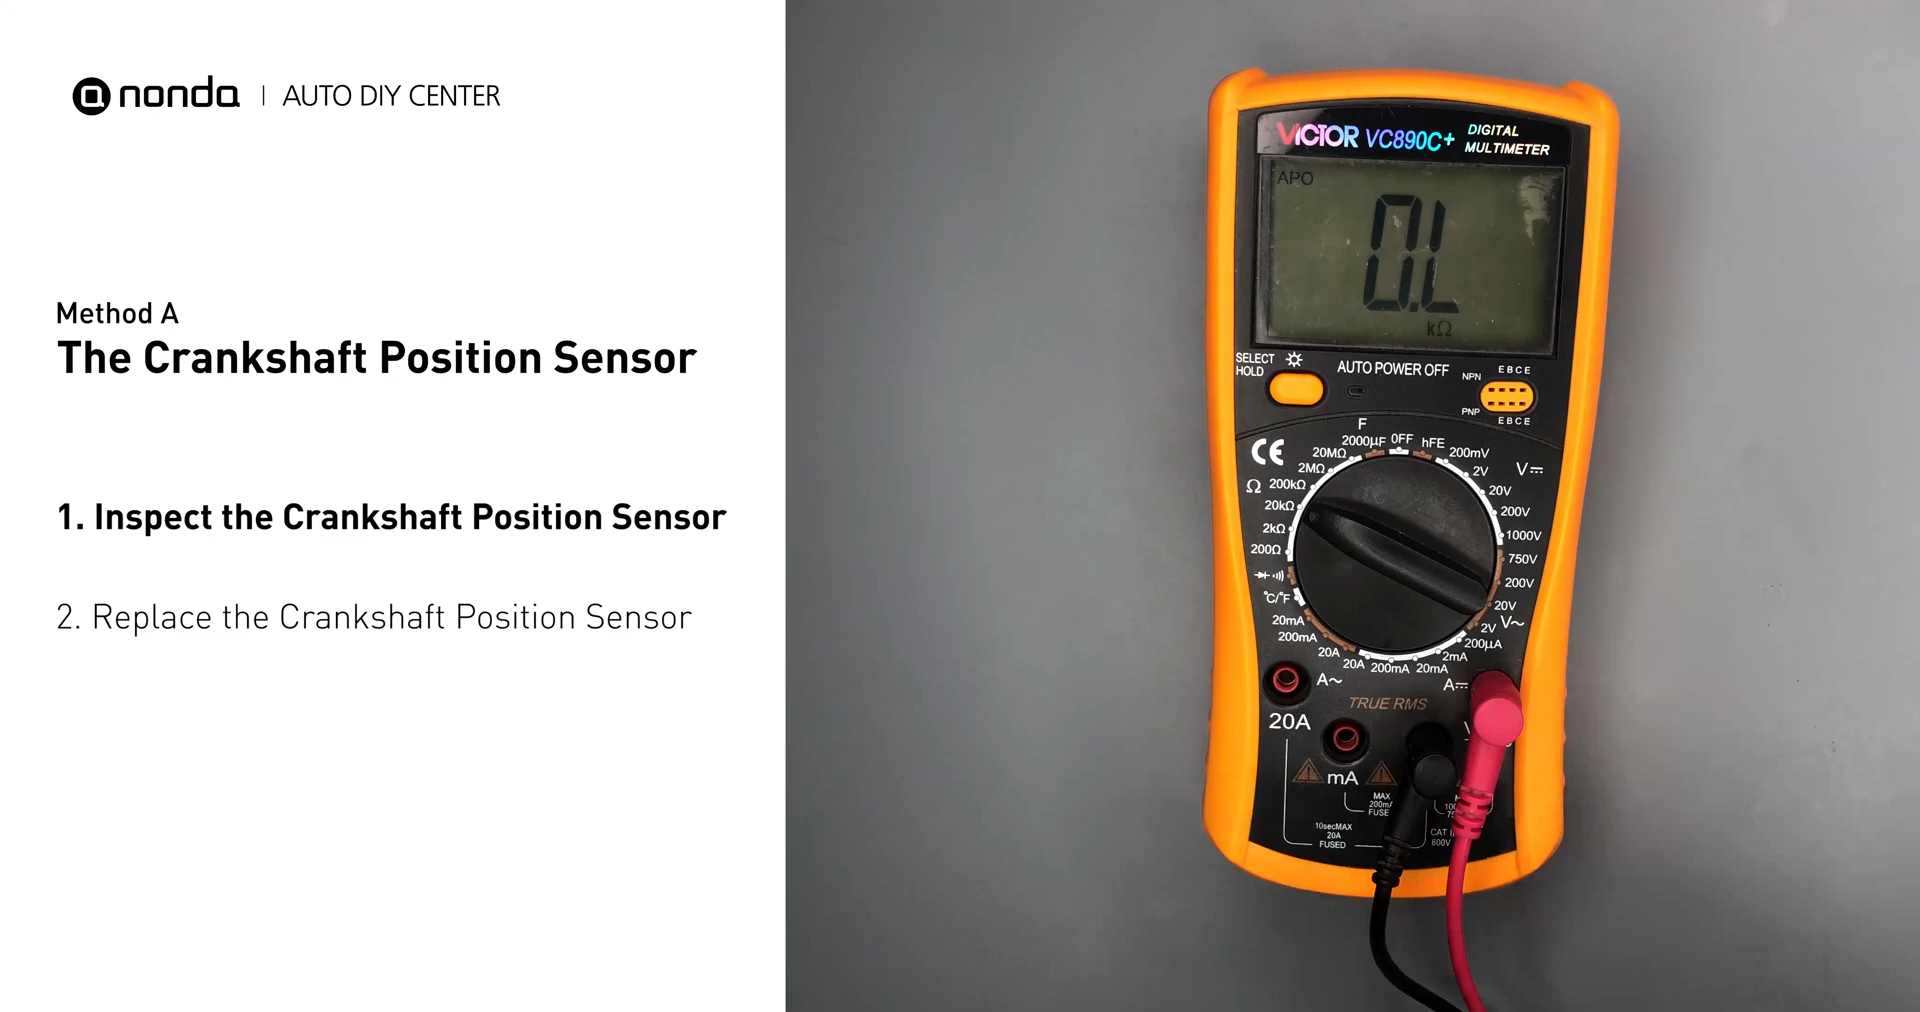 nonda | AUTO DIY CENTER
Method A
The Crankshaft Position Sensor
1. Inspect the Crankshaft Position Sensor
2. Replace the Crankshaft Position Sensor
VICTOR VC890C+ DIGITAL
MULTIMETER
APO
0.L
kΩ
SELECT
HOLD
AUTO POWER OFF
NPN
EBCE
PNP
EBCE
CE
F
2000µF
OFF
hFE
200mV
2V
V
20V
200V
1000V
750V
200V
20V
2V
V~
200µA
2mA
20mA
200mA
20A
A
20MΩ
2MΩ
Ω
200kΩ
20kΩ
2kΩ
200Ω
°C/°F
20mA
200mA
20A
A~
TRUE RMS
20A
mA
MAX
200mA
FUSED
10secMAX
20A
FUSED
CAT
600V